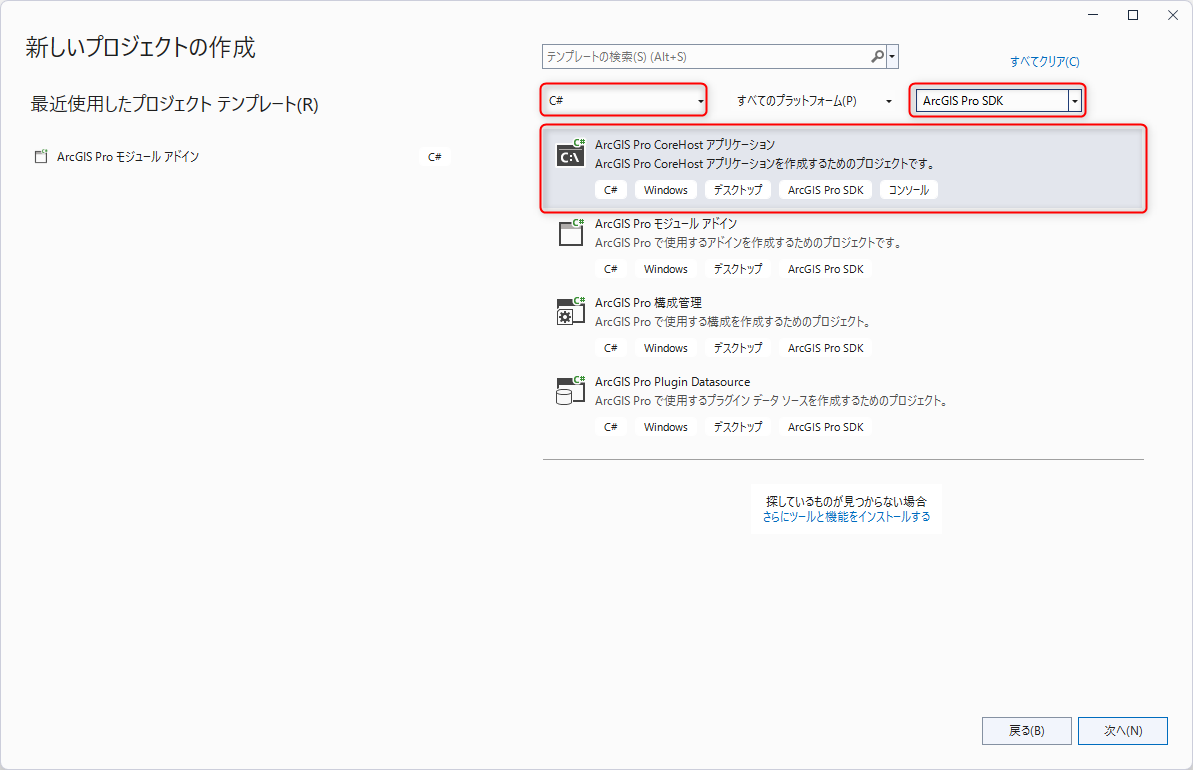 新しいプロジェクトの作成
最近使用したプロジェクト テンプレート(R)
ArcGIS Pro モジュール アドイン C#
テンプレートの検索(S) (Alt+S)
すべてクリア(C)
C# すべてのプラットフォーム(P) ArcGIS Pro SDK
C# C:\
ArcGIS Pro CoreHost アプリケーション
ArcGIS Pro CoreHost アプリケーションを作成するためのプロジェクトです。
C# Windows デスクトップ ArcGIS Pro SDK コンソール
C#
ArcGIS Pro モジュール アドイン
ArcGIS Pro で使用するアドインを作成するためのプロジェクトです。
C# Windows デスクトップ ArcGIS Pro SDK
C#
ArcGIS Pro 構成管理
ArcGIS Pro で使用する構成を作成するためのプロジェクト。
C# Windows デスクトップ ArcGIS Pro SDK
C#
ArcGIS Pro Plugin Datasource
ArcGIS Pro で使用するプラグイン データ ソースを作成するためのプロジェクト。
C# Windows デスクトップ ArcGIS Pro SDK
探しているものが見つからない場合
さらにツールと機能をインストールする
戻る(B) 次へ(N)